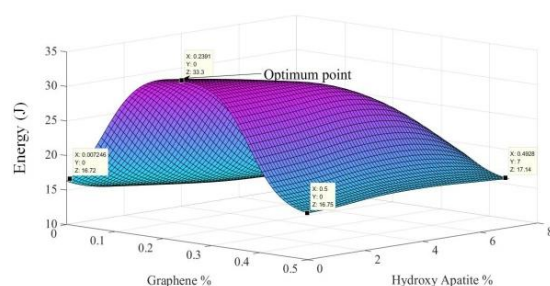 35
X: 0.2391
Y: 0
Z: 33.3
Optimum point
30
Energy (J)
25
20
X: 0.007246
Y: 0
Z: 16.72
X: 0.4928
Y: 7
Z: 17.14
15
X: 0.5
Y: 0
Z: 16.75
10
0
0.1
0.2
0.3
0.4
0.5
0
2
4
6
8
Graphene %
Hydroxy Apatite %